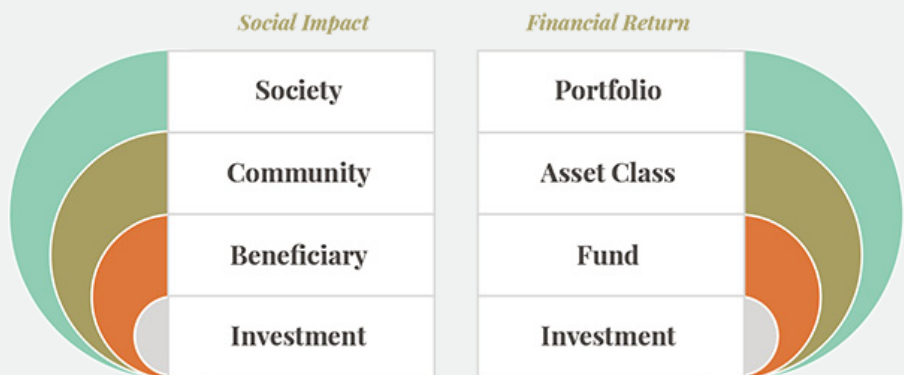 Social Impact
Financial Return
Society
Portfolio
Community
Asset Class
Beneficiary
Fund
Investment
Investment